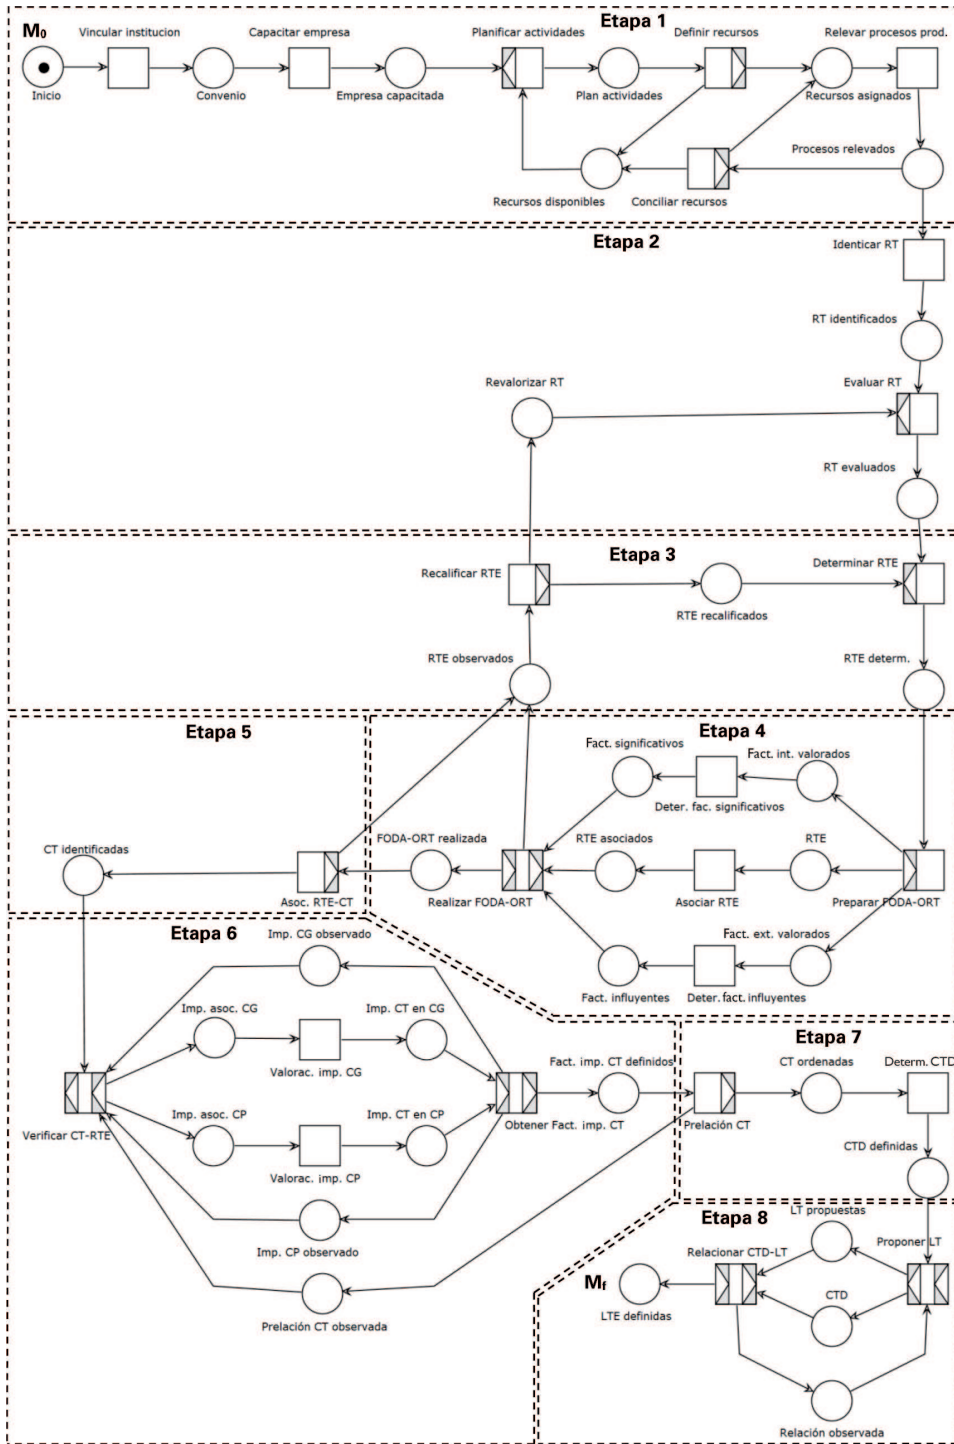 Etapa 1
M₀
Vincular institucion
Capacitar empresa
Planificar actividades
Definir recursos
Relevar procesos prod.
Inicio
Convenio
Empresa capacitada
Plan actividades
Recursos asignados
Procesos relevados
Recursos disponibles
Conciliar recursos
Etapa 2
Identicar RT
RT identificados
Revalorizar RT
Evaluar RT
RT evaluados
Etapa 3
Recalificar RTE
Determinar RTE
RTE recalificados
RTE observados
RTE determ.
Etapa 5
Etapa 4
Fact. significativos
Fact. int. valorados
Deter. fac. significativos
CT identificadas
FODA-ORT realizada
RTE asociados
RTE
Asoc. RTE-CT
Realizar FODA-ORT
Asociar RTE
Preparar FODA-ORT
Etapa 6
Imp. CG observado
Fact. ext. valorados
Fact. influyentes
Deter. fact. influyentes
Imp. asoc. CG
Imp. CT en CG
Etapa 7
Valorac. imp. CG
Fact. imp. CT definidos
CT ordenadas
Determ. CTD
Imp. asoc. CP
Imp. CT en CP
Verificar CT-RTE
Obtener Fact. imp. CT
Prelación CT
CTD definidas
Valorac. imp. CP
Etapa 8
LT propuestas
Imp. CP observado
Relacionar CTD-LT
Proponer LT
Mf
CTD
LTE definidas
Prelación CT observada
Relación observada